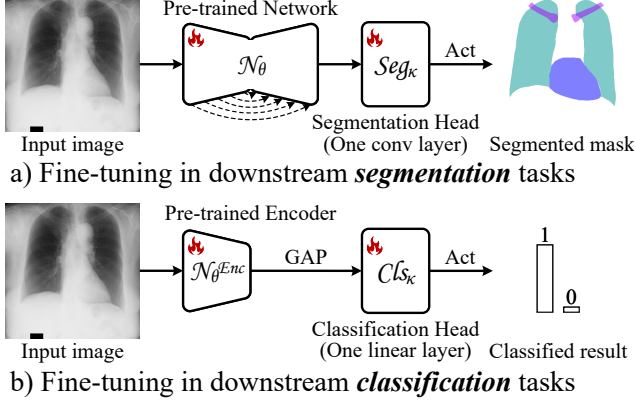 Pre-trained Network
𝒩θ
Segκ
Act
Segmentation Head
(One conv layer)
Input image
Segmented mask
a) Fine-tuning in downstream segmentation tasks
Pre-trained Encoder
𝒩θEnc
GAP
Clsκ
Act
1
0
Classification Head
(One linear layer)
Input image
Classified result
b) Fine-tuning in downstream classification tasks